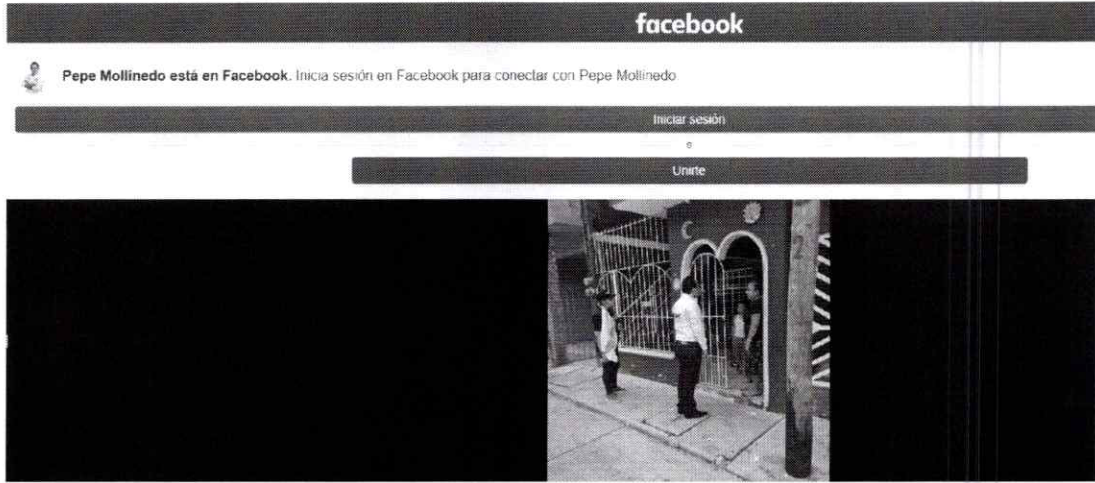 facebook
Pepe Mollinedo está en Facebook. Inicia sesión en Facebook para conectar con Pepe Mollinedo
Iniciar sesión
o
Unirte